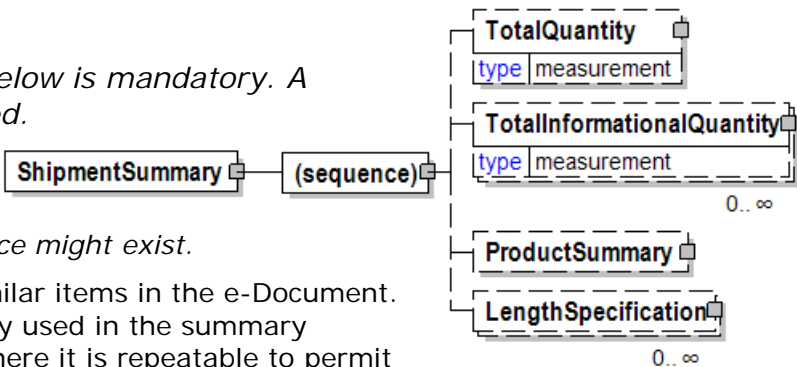 elow is mandatory. A
ed.
ce might exist.
ilar items in the e-Document.
y used in the summary
here it is repeatable to permit
ShipmentSummary
(sequence)
TotalQuantity
type measurement
TotalInformationalQuantity
type measurement
0.. ∞
ProductSummary
LengthSpecification
0.. ∞